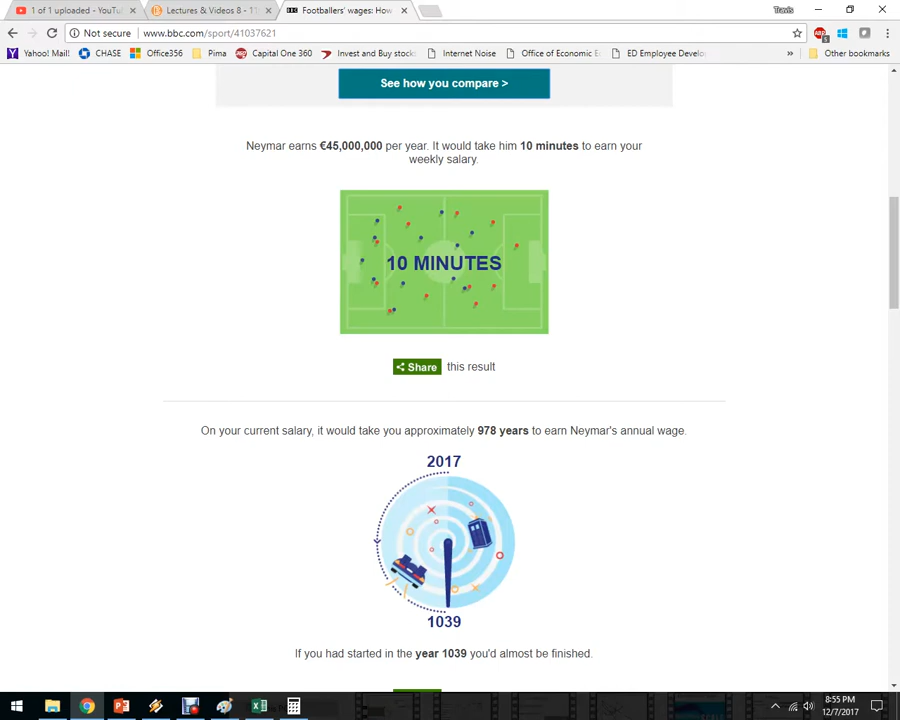 1 of 1 uploaded - YouTu
Lectures & Videos 8 - 11
Footballers' wages: How
Travis
Not secure | www.bbc.com/sport/41037621
Yahoo! Mail!
CHASE
Office356
Pima
Capital One 360
Invest and Buy stock
Internet Noise
Office of Economic E
ED Employee Develo
»
Other bookmarks
See how you compare >
Neymar earns €45,000,000 per year. It would take him 10 minutes to earn your
weekly salary.
10 MINUTES
Share this result
On your current salary, it would take you approximately 978 years to earn Neymar's annual wage.
2017
1039
If you had started in the year 1039 you'd almost be finished.
8:55 PM
12/7/2017